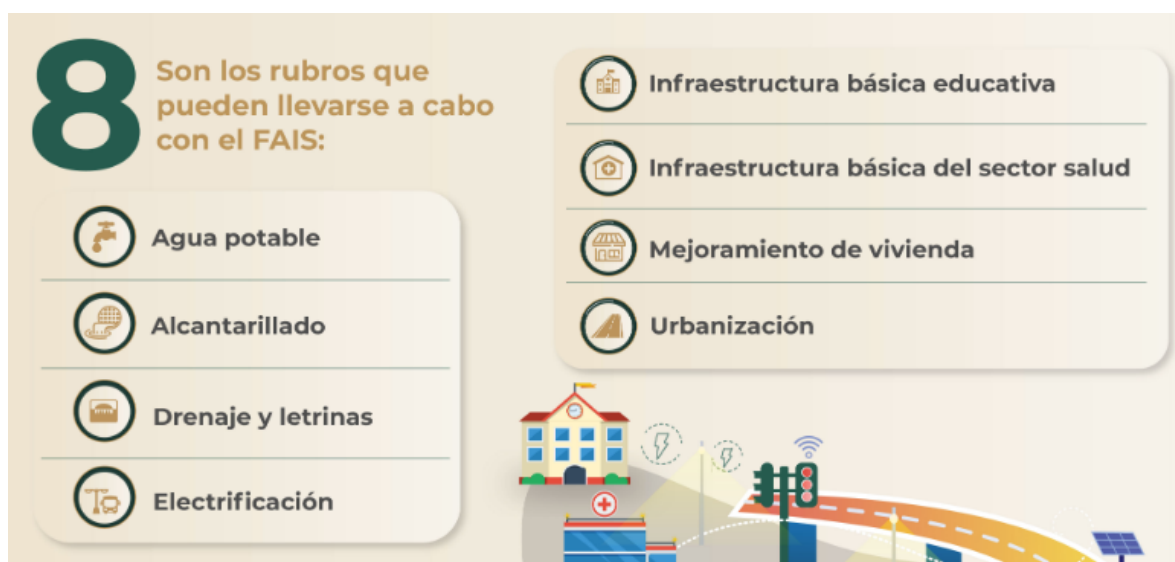 8
Son los rubros que
pueden llevarse a cabo
con el FAIS:
Agua potable
Alcantarillado
Drenaje y letrinas
Electrificación
Infraestructura básica educativa
Infraestructura básica del sector salud
Mejoramiento de vivienda
Urbanización